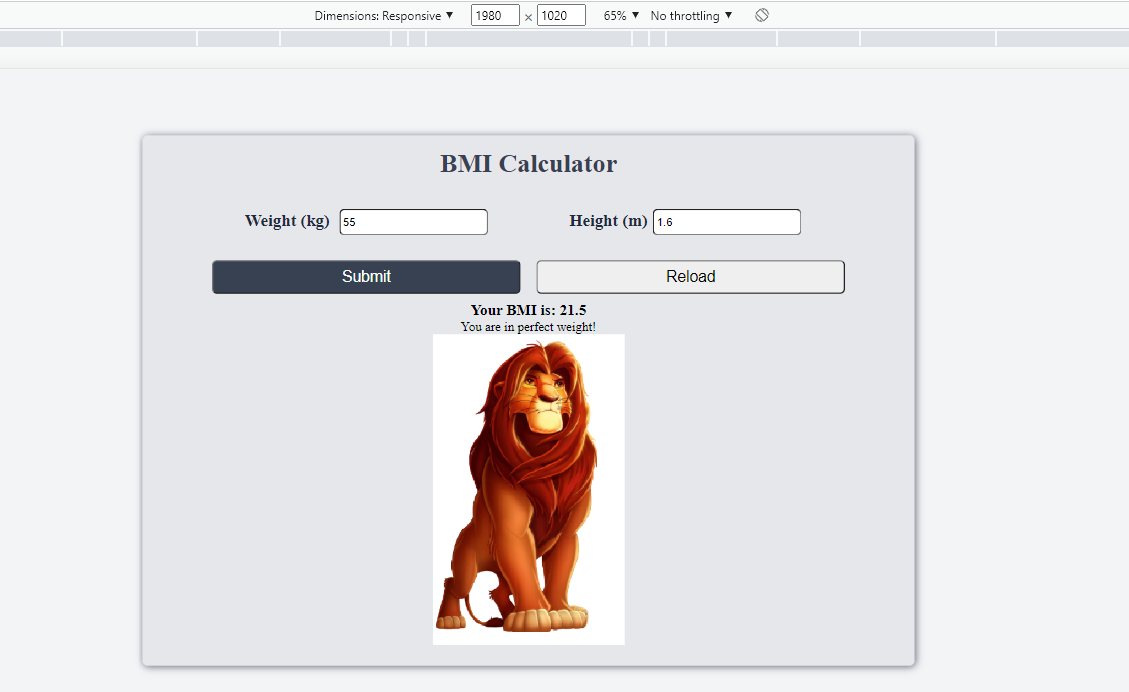 Dimensions: Responsive ▼ 1980 × 1020 65% ▼ No throttling ▼
BMI Calculator
Weight (kg) 55 Height (m) 1.6
Submit Reload
Your BMI is: 21.5
You are in perfect weight!